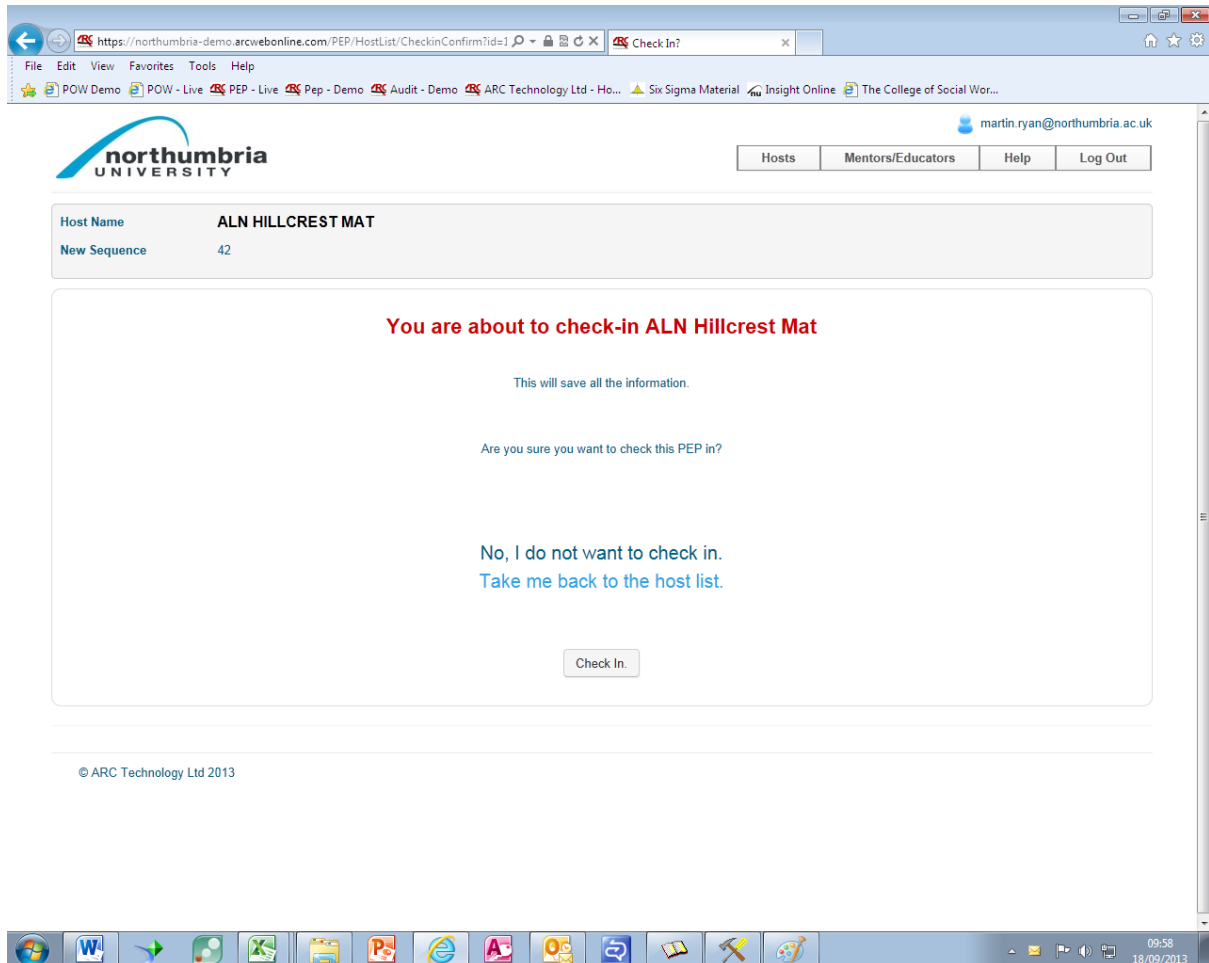 https://northumbria-demo.arcwebonline.com/PEP/HostList/CheckinConfirm?id=1
Check In?
File Edit View Favorites Tools Help
POW Demo POW - Live PEP - Live Pep - Demo Audit - Demo ARC Technology Ltd - Ho... Six Sigma Material Insight Online The College of Social Wor...
martin.ryan@northumbria.ac.uk
northumbria
UNIVERSITY
Hosts Mentors/Educators Help Log Out
Host Name ALN HILLCREST MAT
New Sequence 42
You are about to check-in ALN Hillcrest Mat
This will save all the information.
Are you sure you want to check this PEP in?
No, I do not want to check in.
Take me back to the host list.
Check In.
© ARC Technology Ltd 2013
09:58
18/09/2013